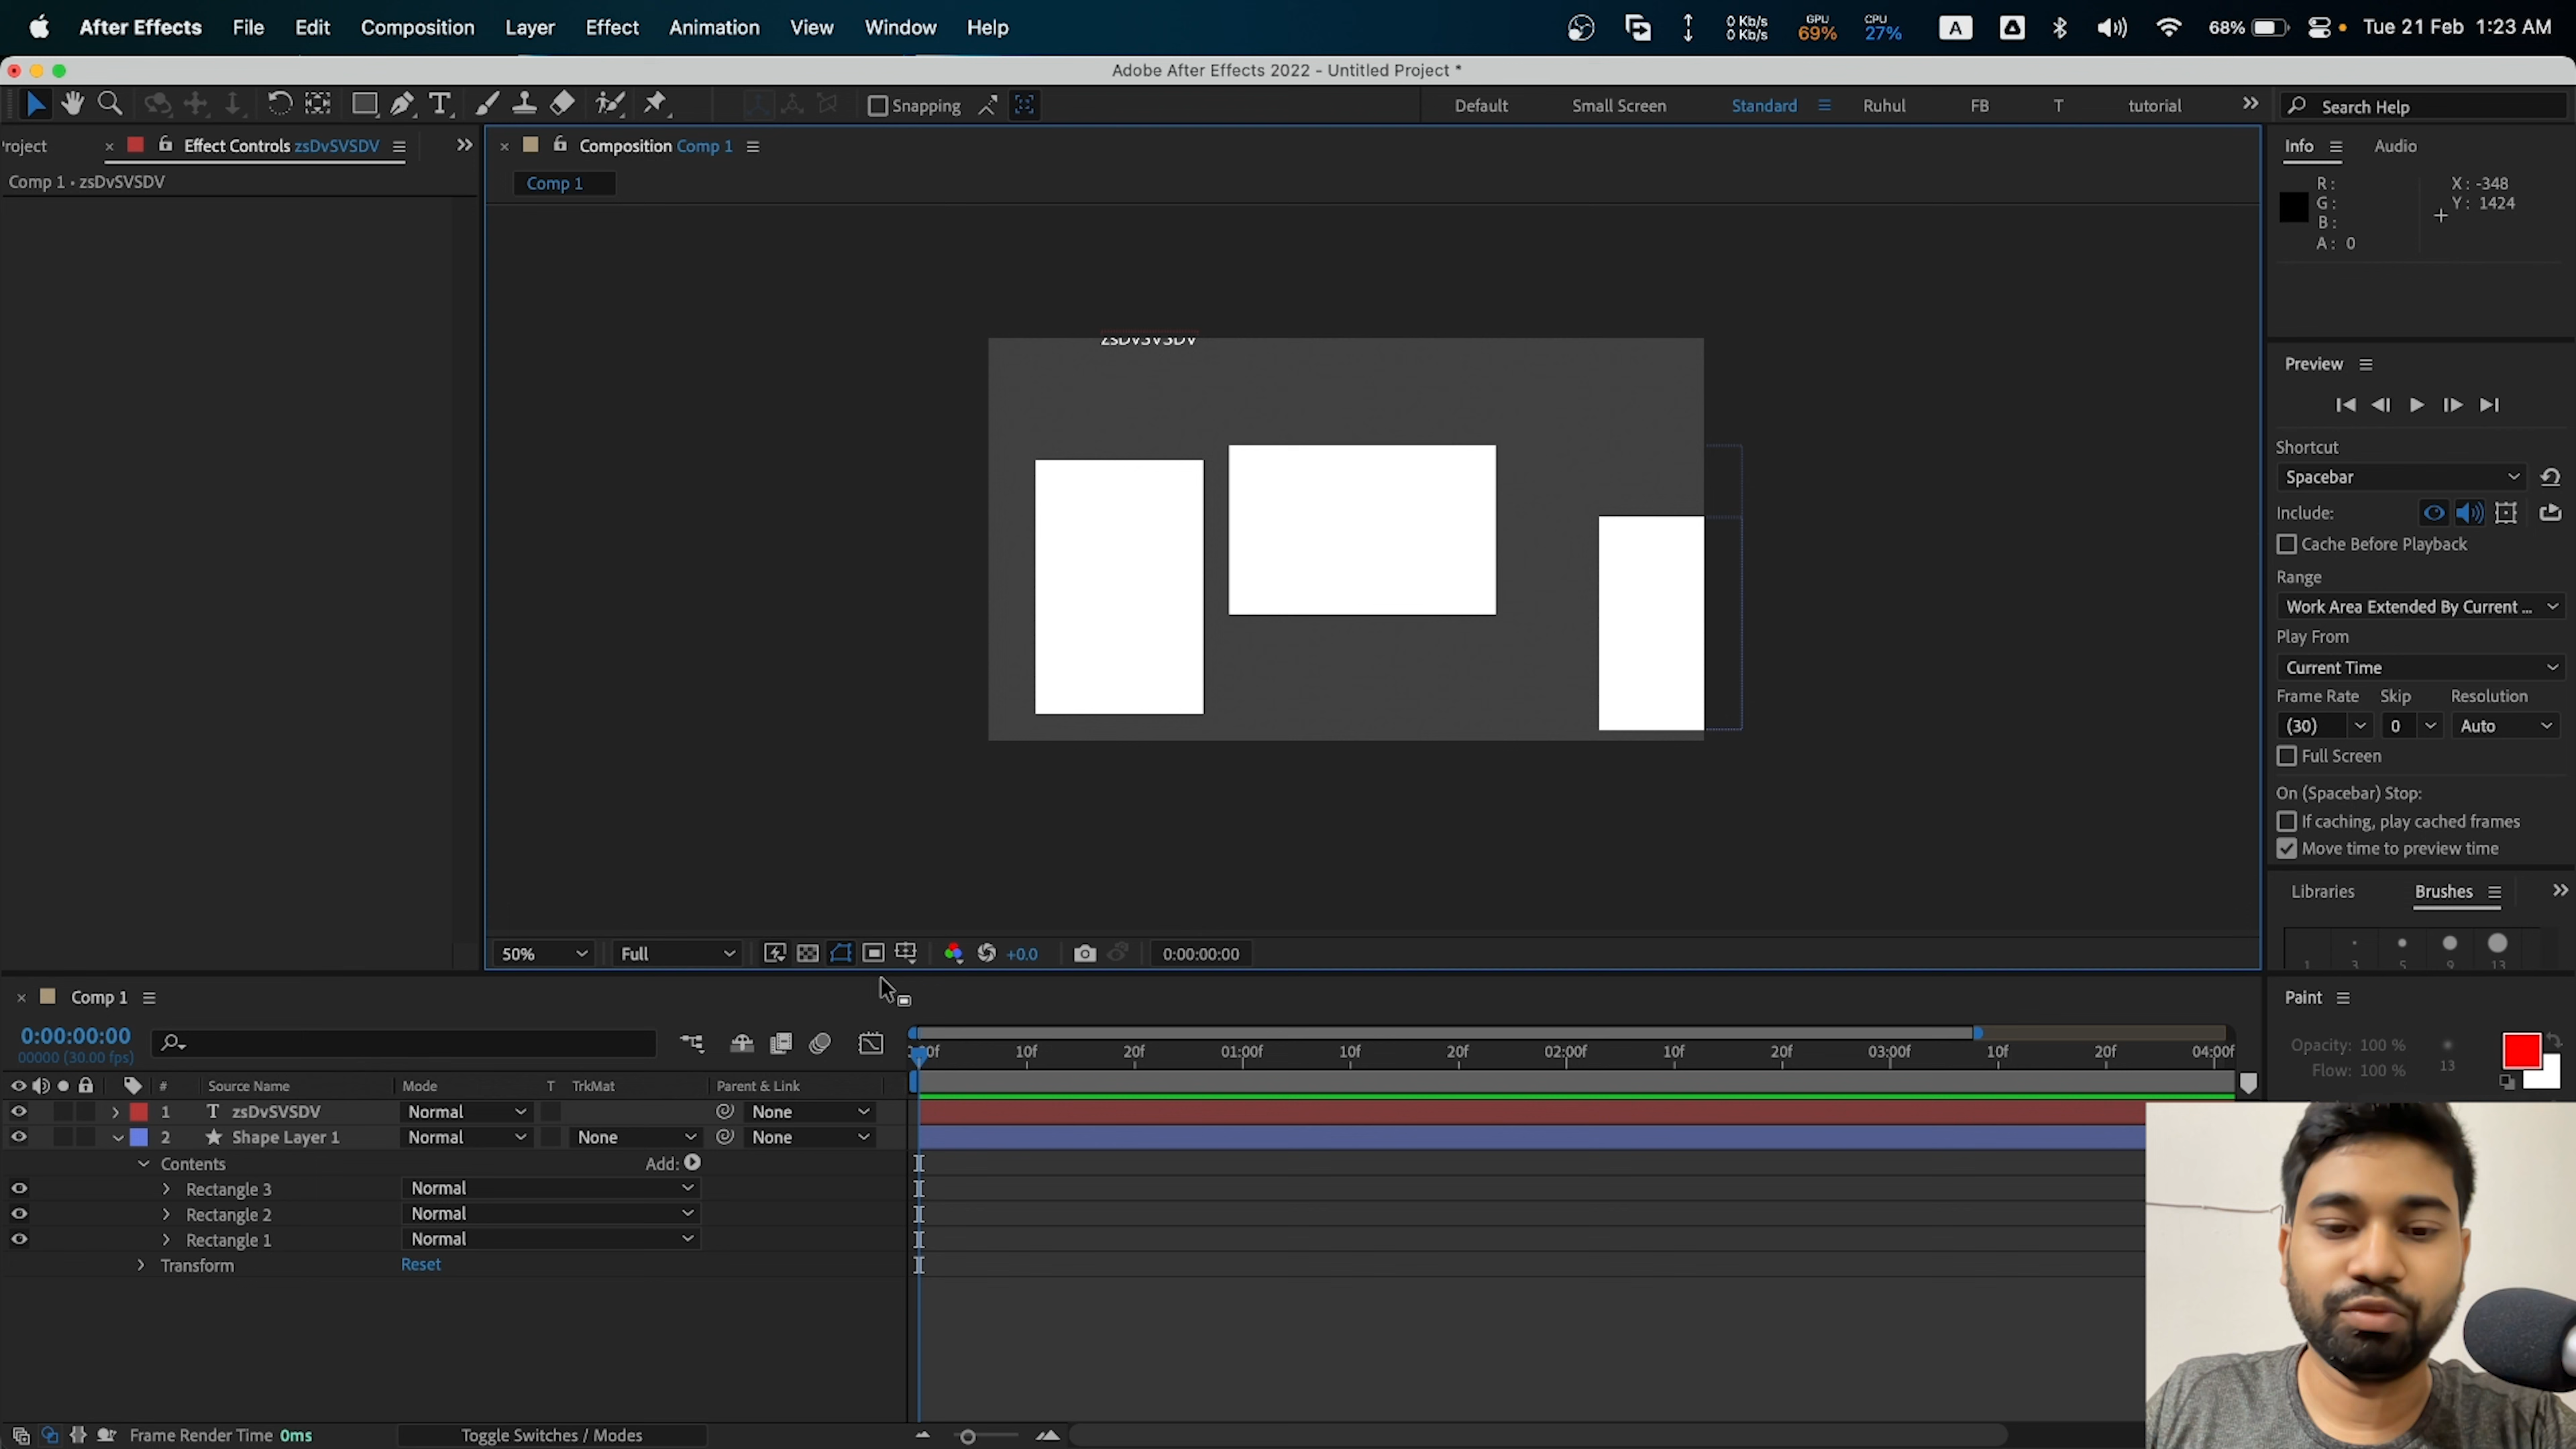 After Effects File Edit Composition Layer Effect Animation View Window Help
0 Kb/s
0 Kb/s
GPU
69%
CPU
27%
A
68%
Tue 21 Feb 1:23 AM
Adobe After Effects 2022 - Untitled Project *
Snapping
Default Small Screen Standard Ruhul FB T tutorial
Search Help
roject
Effect Controls zsDvSVSDV
Comp 1 • zsDvSVSDV
Composition Comp 1
Comp 1
zsDvSVSDV
Info Audio
R :
G :
B :
A : 0
X : -348
Y : 1424
Preview
Shortcut
Spacebar
Include:
Cache Before Playback
Range
Work Area Extended By Current ...
Play From
Current Time
Frame Rate Skip Resolution
(30) 0 Auto
Full Screen
On (Spacebar) Stop:
If caching, play cached frames
Move time to preview time
Libraries Brushes
1 3 5 9 13
Paint
Opacity: 100 %
Flow: 100 %
13
50% Full +0.0 0:00:00:00
Comp 1
0:00:00:00
00000 (30.00 fps)
:00f 10f 20f 01:00f 10f 20f 02:00f 10f 20f 03:00f 10f 20f 04:00f
# Source Name Mode T TrkMat Parent & Link
1 T zsDvSVSDV Normal None
2 Shape Layer 1 Normal None None
Contents Add:
Rectangle 3 Normal
Rectangle 2 Normal
Rectangle 1 Normal
Transform Reset
Frame Render Time 0ms Toggle Switches / Modes